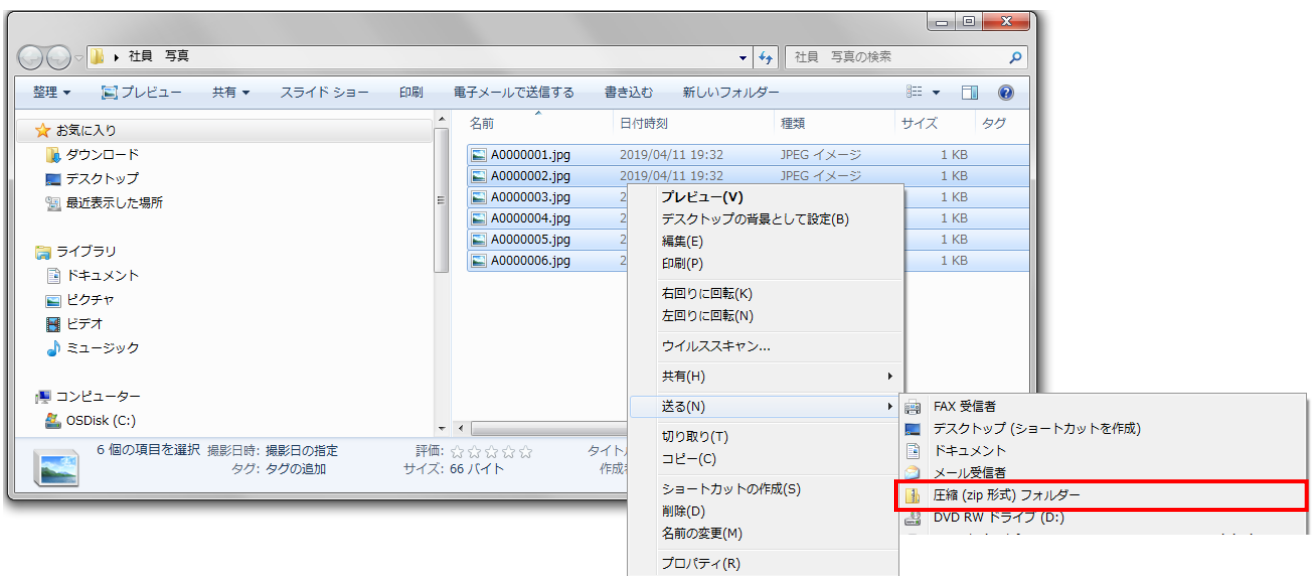 社員 写真
社員 写真の検索
整理 プレビュー 共有 スライド ショー 印刷 電子メールで送信する 書き込む 新しいフォルダー
お気に入り
ダウンロード
デスクトップ
最近表示した場所
ライブラリ
ドキュメント
ピクチャ
ビデオ
ミュージック
コンピューター
OSDisk (C:)
名前 日付時刻 種類 サイズ タグ
A0000001.jpg 2019/04/11 19:32 JPEG イメージ 1 KB
A0000002.jpg 2019/04/11 19:32 JPEG イメージ 1 KB
A0000003.jpg 2 1 KB
A0000004.jpg 2 1 KB
A0000005.jpg 2 1 KB
A0000006.jpg 2 1 KB
プレビュー(V)
デスクトップの背景として設定(B)
編集(E)
印刷(P)
右回りに回転(K)
左回りに回転(N)
ウイルススキャン...
共有(H)
送る(N)
切り取り(T)
コピー(C)
ショートカットの作成(S)
削除(D)
名前の変更(M)
プロパティ(R)
FAX 受信者
デスクトップ (ショートカットを作成)
ドキュメント
メール受信者
圧縮 (zip 形式) フォルダー
DVD RW ドライブ (D:)
6 個の項目を選択 撮影日時: 撮影日の指定 評価: タイト
タグ: タグの追加 サイズ: 66 バイト 作成